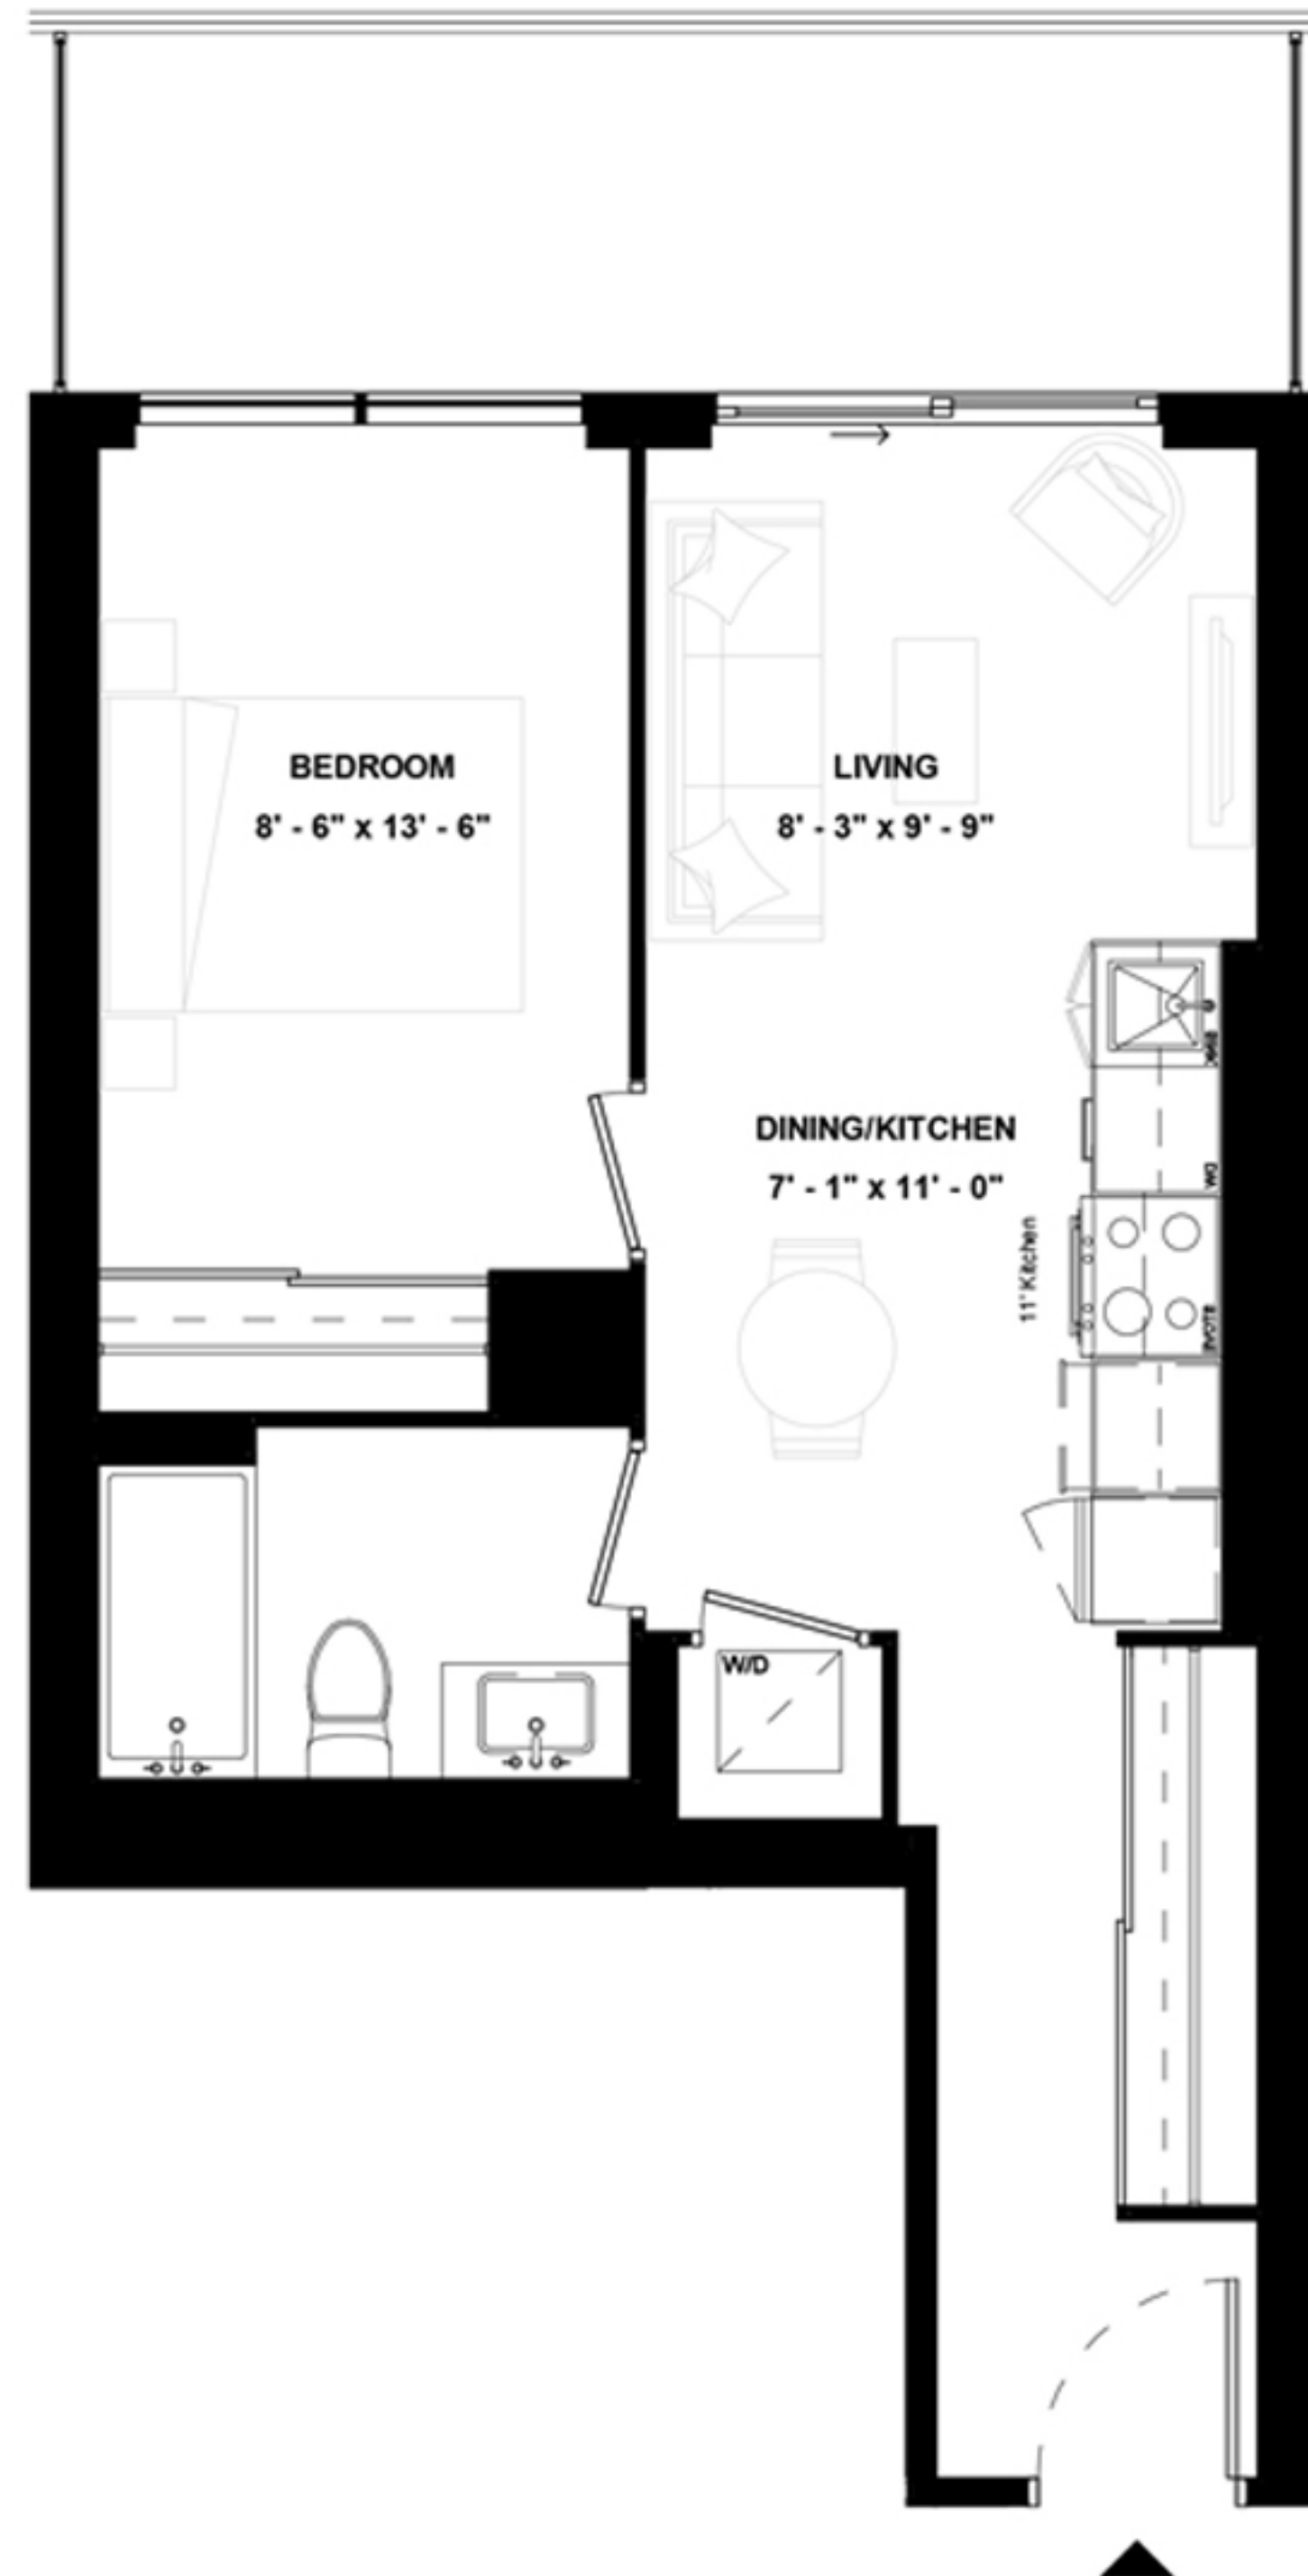 BEDROOM
8' - 6" x 13' - 6"
LIVING
8' - 3" x 9' - 9"
DINING/KITCHEN
7' - 1" x 11' - 0"
11' Kitchen
W/D